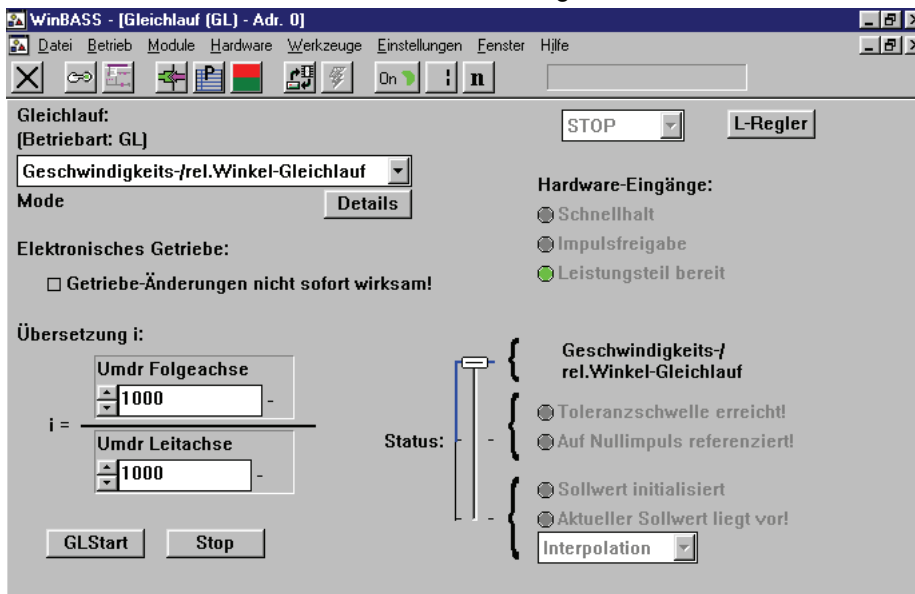 WinBASS - [Gleichlauf (GL) - Adr. 0]
Datei Betrieb Module Hardware Werkzeuge Einstellungen Fenster Hilfe
P On n
Gleichlauf:
(Betriebart: GL)
STOP
L-Regler
Geschwindigkeits-/rel.Winkel-Gleichlauf
Mode
Details
Hardware-Eingänge:
Schnellhalt
Impulsfreigabe
Leistungsteil bereit
Elektronisches Getriebe:
Getriebe-Änderungen nicht sofort wirksam!
Übersetzung i:
Umdr Folgeachse
1000 -
i =
Umdr Leitachse
1000 -
GLStart
Stop
Status:
Geschwindigkeits-/
rel.Winkel-Gleichlauf
Toleranzschwelle erreicht!
Auf Nullimpuls referenziert!
Sollwert initialisiert
Aktueller Sollwert liegt vor!
Interpolation